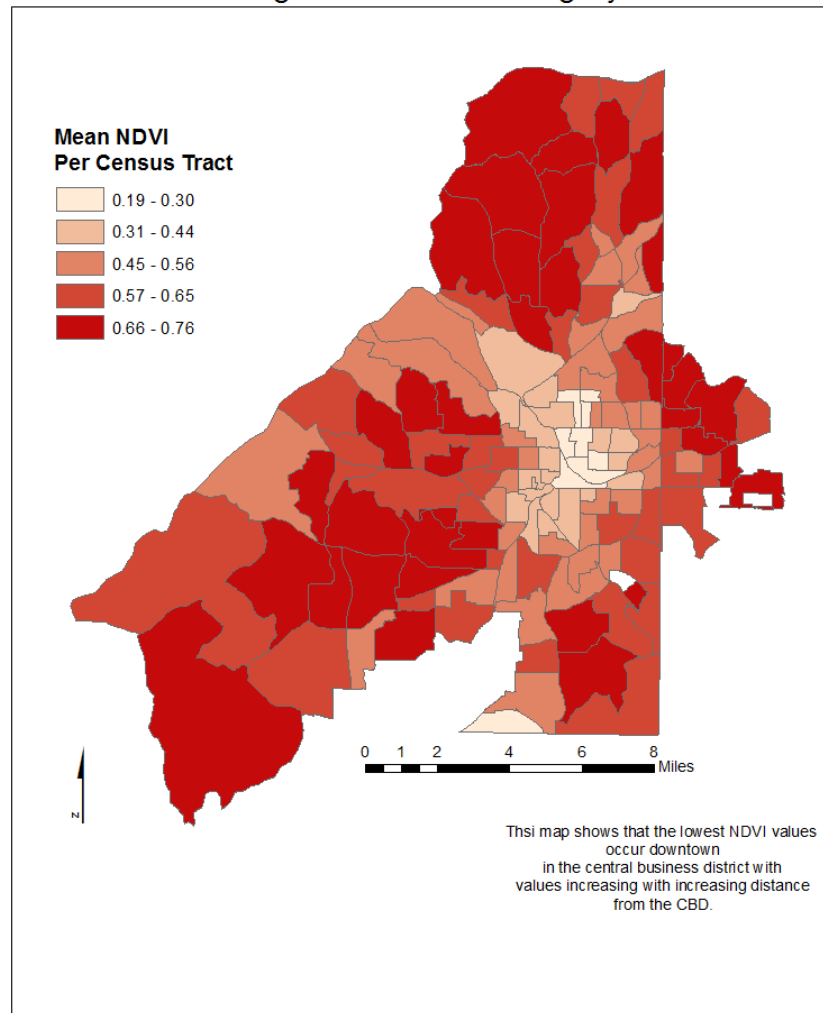 Mean NDVI
Per Census Tract
0.19 - 0.30
0.31 - 0.44
0.45 - 0.56
0.57 - 0.65
0.66 - 0.76
0 1 2 4 6 8
Miles
N
Thsi map shows that the lowest NDVI values
occur downtown
in the central business district with
values increasing with increasing distance
from the CBD.